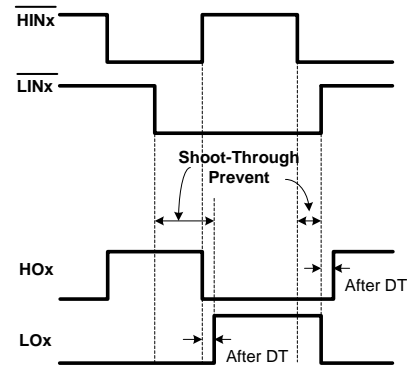 HINx
LINx
Shoot-Through
Prevent
HOx
After DT
LOx
After DT